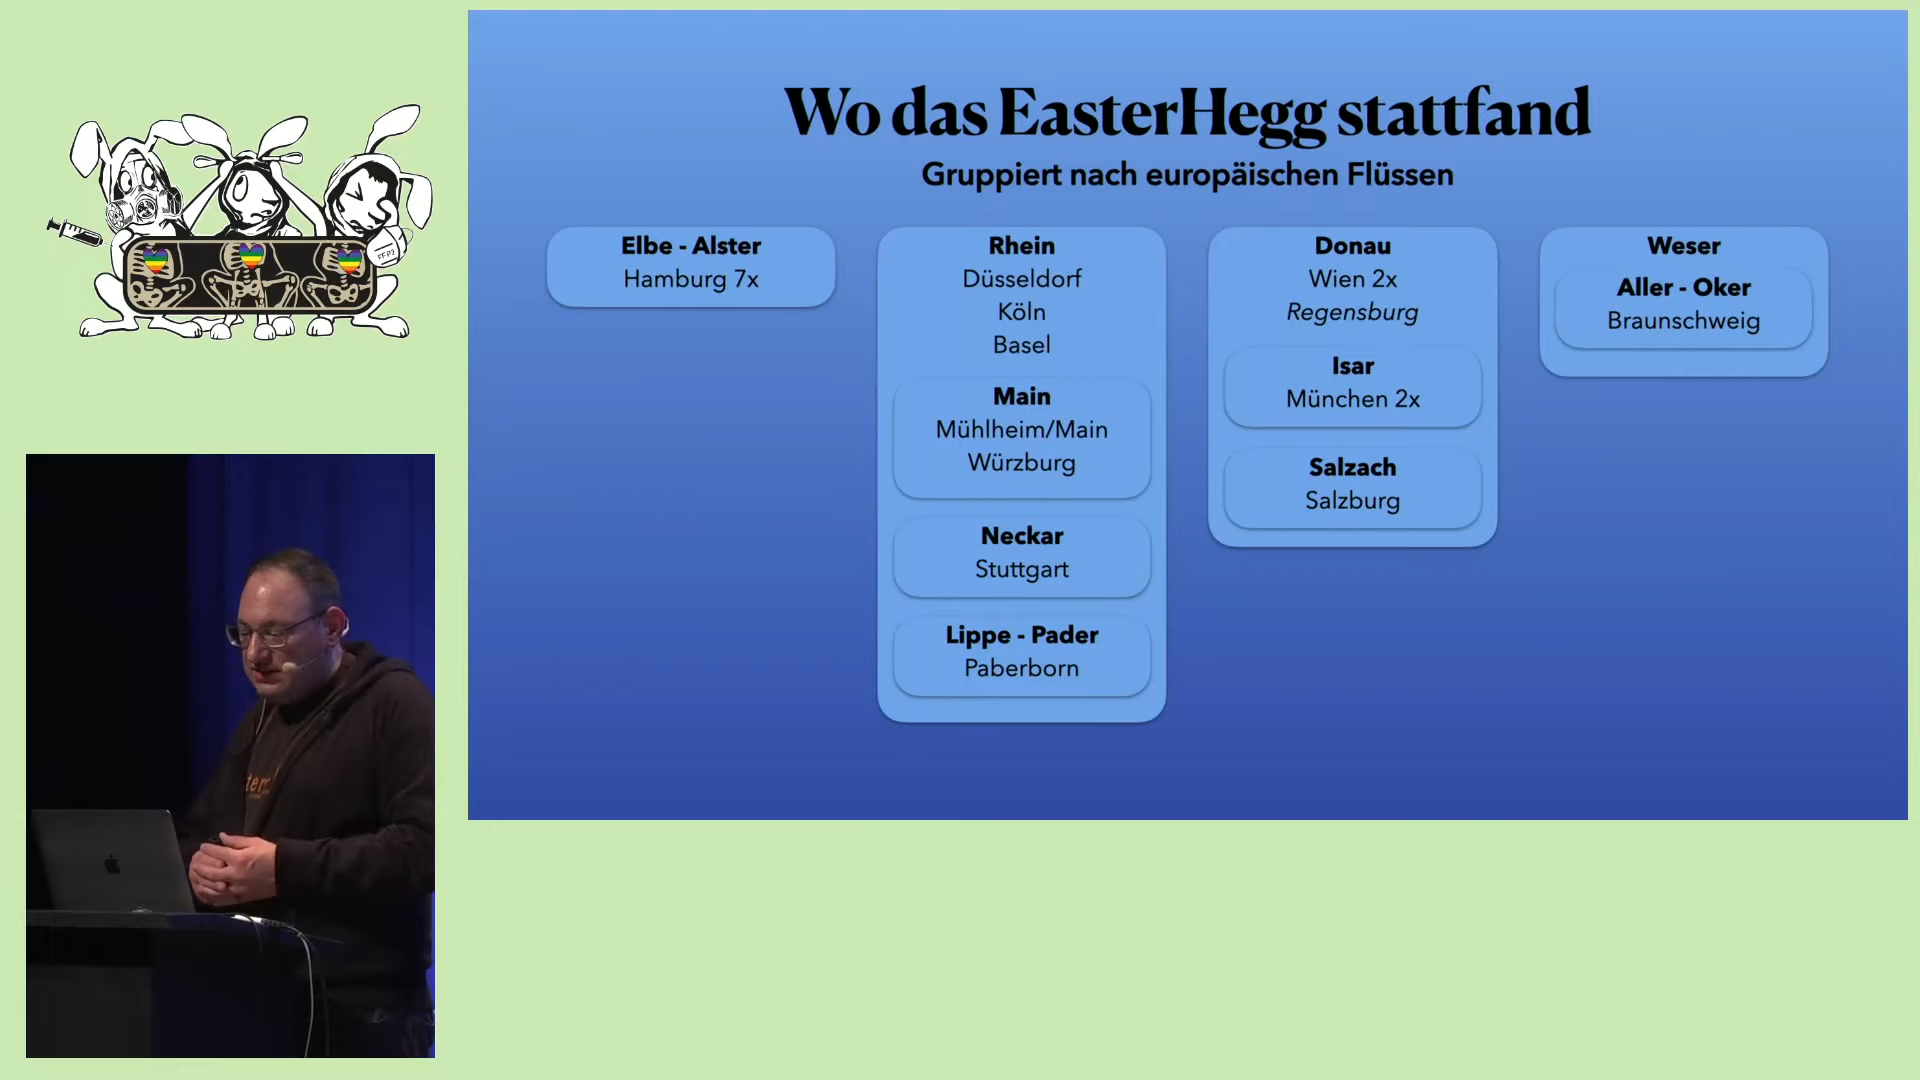 Wo das EasterHegg stattfand
Gruppiert nach europäischen Flüssen
Elbe - Alster
Hamburg 7x
Rhein
Düsseldorf
Köln
Basel
Main
Mühlheim/Main
Würzburg
Neckar
Stuttgart
Lippe - Pader
Paberborn
Donau
Wien 2x
Regensburg
Isar
München 2x
Salzach
Salzburg
Weser
Aller - Oker
Braunschweig
FFP2